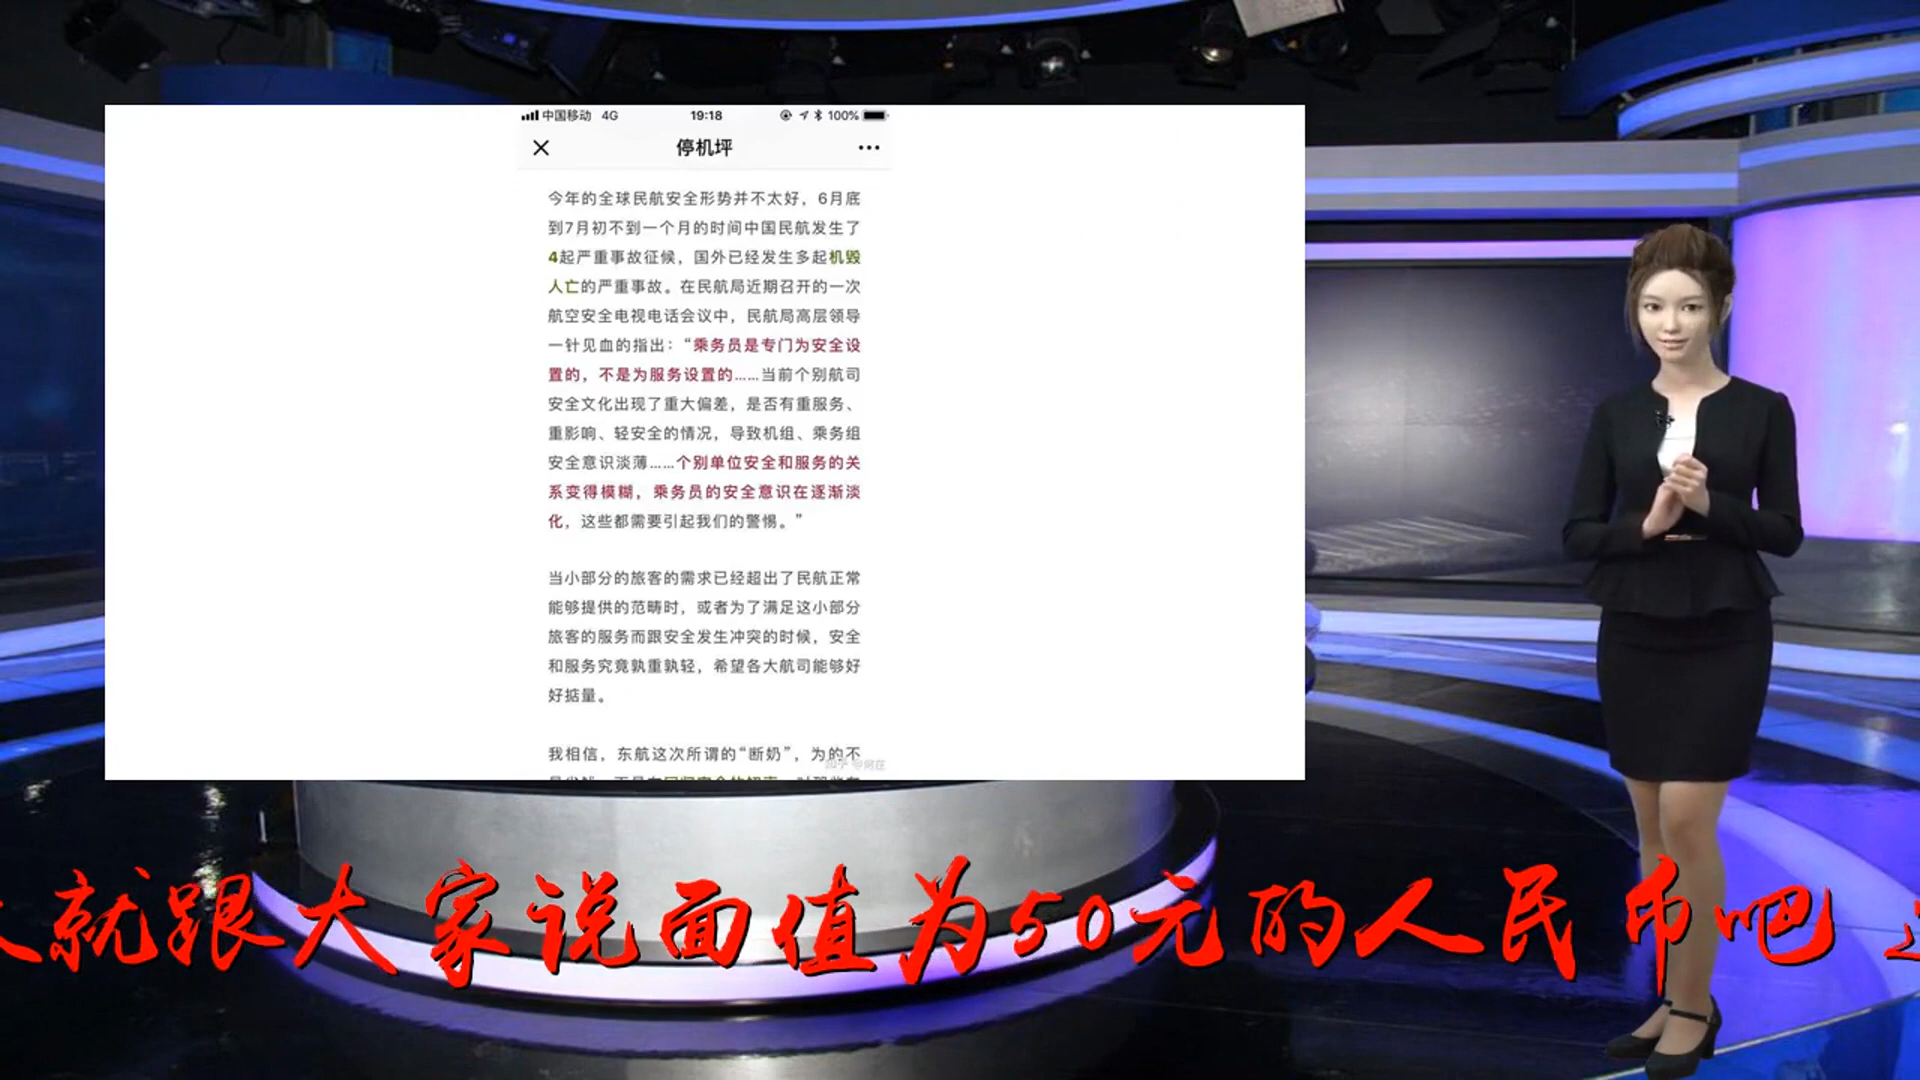 中国移动 4G 19:18 100%
停机坪
今年的全球民航安全形势并不太好，6月底
到7月初不到一个月的时间中国民航发生了
4起严重事故征候，国外已经发生多起机毁
人亡的严重事故。在民航局近期召开的一次
航空安全电视电话会议中，民航局高层领导
一针见血的指出：“乘务员是专门为安全设
置的，不是为服务设置的……当前个别航司
安全文化出现了重大偏差，是否有重服务、
重影响、轻安全的情况，导致机组、乘务组
安全意识淡薄……个别单位安全和服务的关
系变得模糊，乘务员的安全意识在逐渐淡
化，这些都需要引起我们的警惕。”
当小部分的旅客的需求已经超出了民航正常
能够提供的范畴时，或者为了满足这小部分
旅客的服务而跟安全发生冲突的时候，安全
和服务究竟孰重孰轻，希望各大航司能够好
好掂量。
我相信，东航这次所谓的“断奶”，为的不
就跟大家说面值为50元的人民币吧